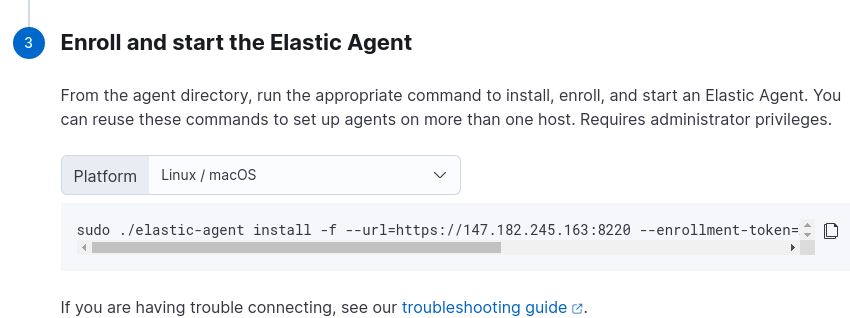 3
Enroll and start the Elastic Agent
From the agent directory, run the appropriate command to install, enroll, and start an Elastic Agent. You
can reuse these commands to set up agents on more than one host. Requires administrator privileges.
Platform Linux / macOS
sudo ./elastic-agent install -f --url=https://147.182.245.163:8220 --enrollment-token=
If you are having trouble connecting, see our troubleshooting guide.